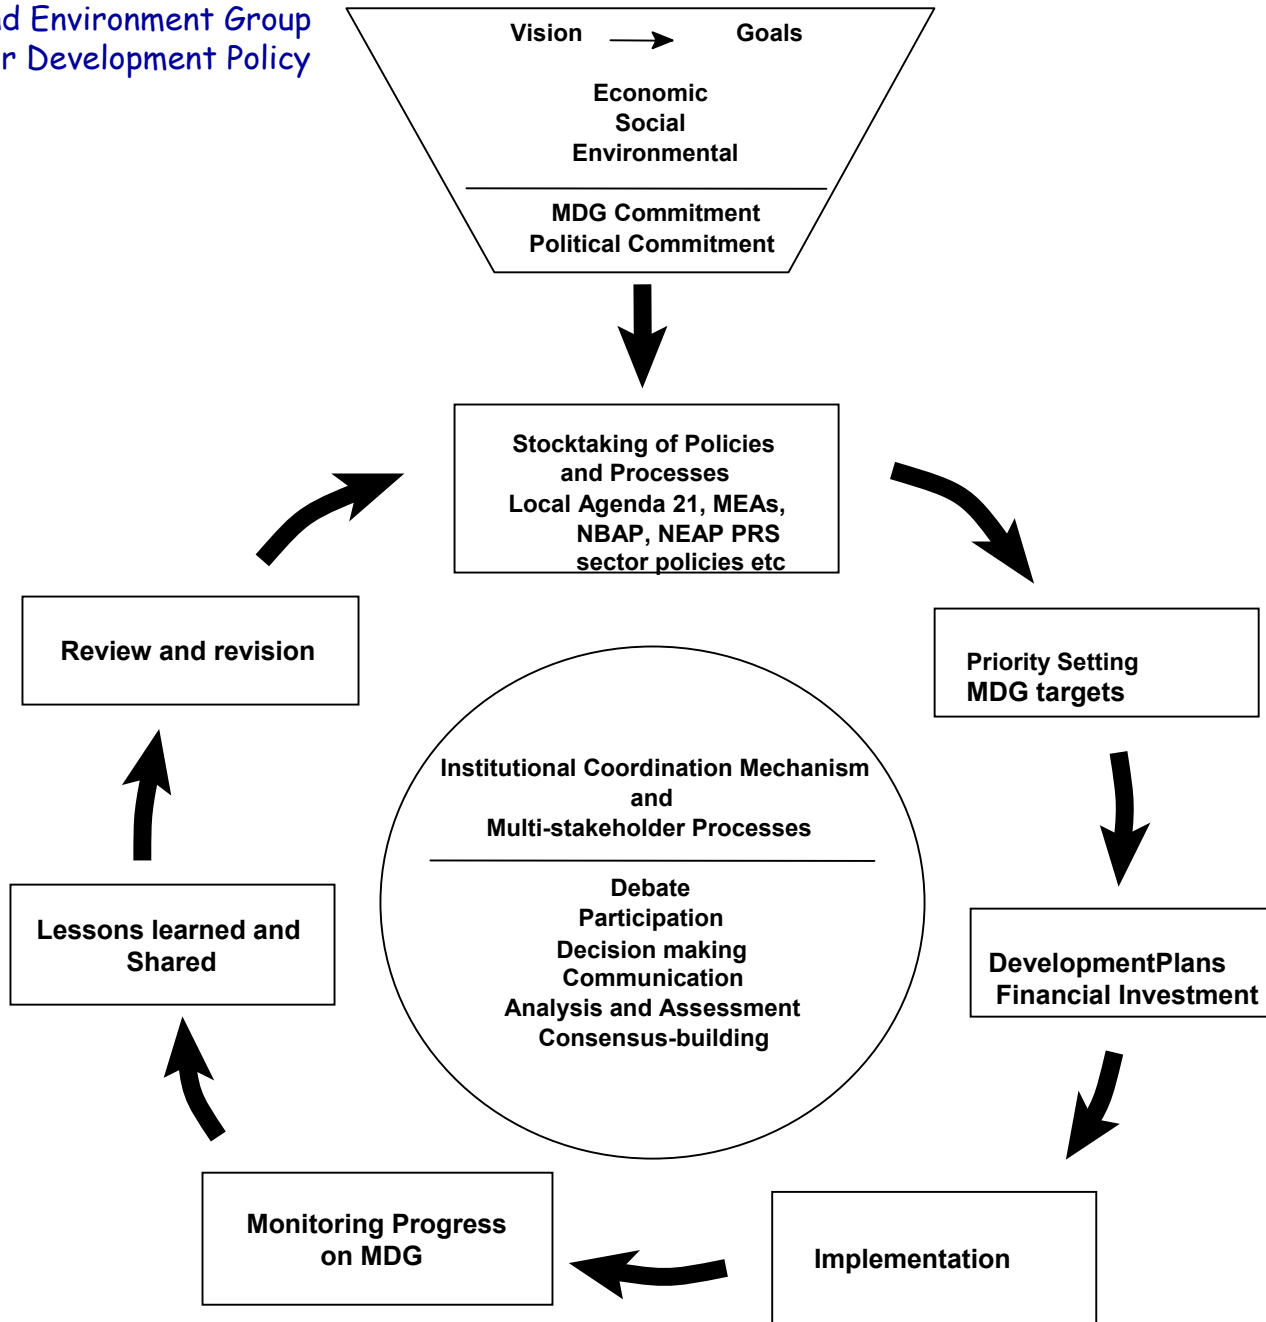 nd Environment Group
r Development Policy
Vision Goals
Economic
Social
Environmental
MDG Commitment
Political Commitment
Stocktaking of Policies
and Processes
Local Agenda 21, MEAs,
NBAP, NEAP PRS
sector policies etc
Review and revision
Priority Setting
MDG targets
Institutional Coordination Mechanism
and
Multi-stakeholder Processes
Debate
Participation
Decision making
Communication
Analysis and Assessment
Consensus-building
Lessons learned and
Shared
DevelopmentPlans
Financial Investment
Monitoring Progress
on MDG
Implementation